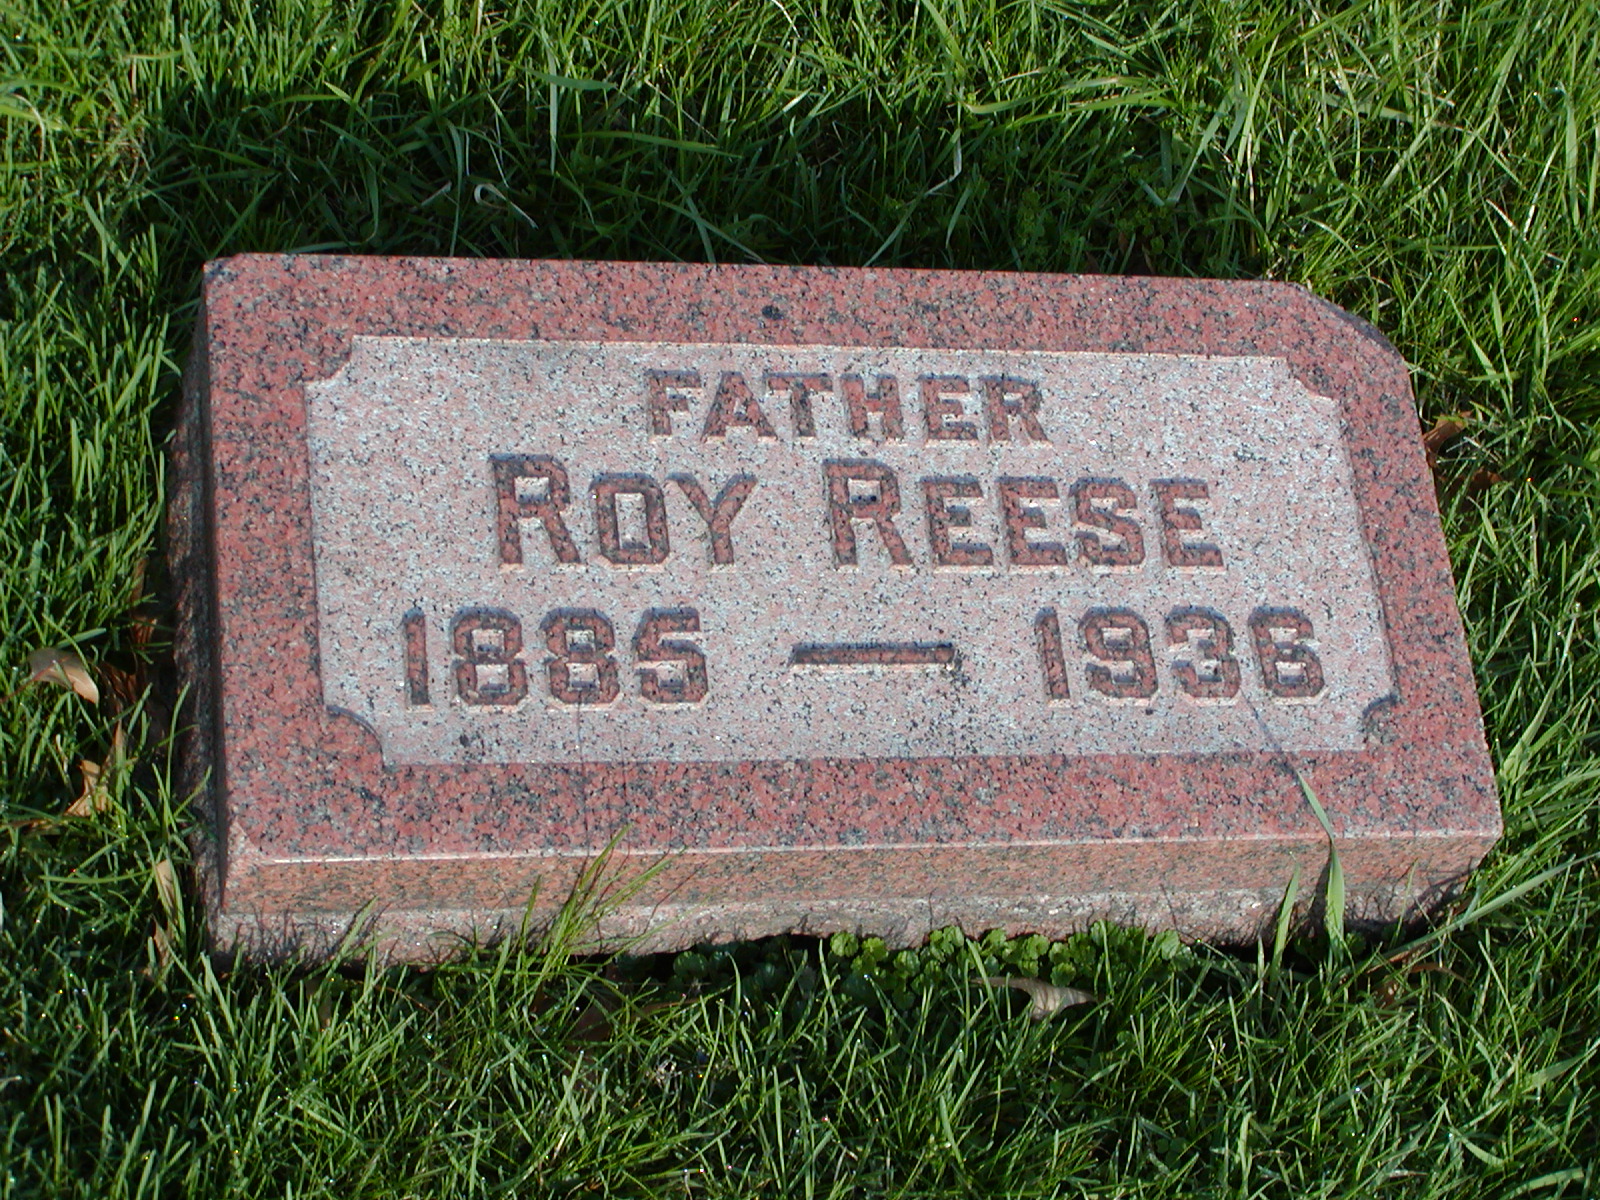 FATHER
ROY REESE
1885 — 1936